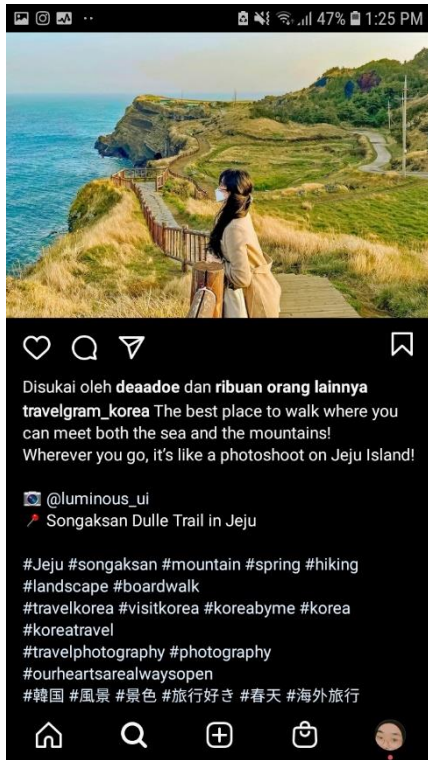 47% 1:25 PM
Disukai oleh deaadoe dan ribuan orang lainnya
travelgram_korea The best place to walk where you
can meet both the sea and the mountains!
Wherever you go, it's like a photoshoot on Jeju Island!
📷 @luminous_ui
📍 Songaksan Dulle Trail in Jeju
#Jeju #songaksan #mountain #spring #hiking
#landscape #boardwalk
#travelkorea #visitkorea #koreabyme #korea
#koreatravel
#travelphotography #photography
#ourheartsarealwaysopen
#韓国 #風景 #景色 #旅行好き #春天 #海外旅行